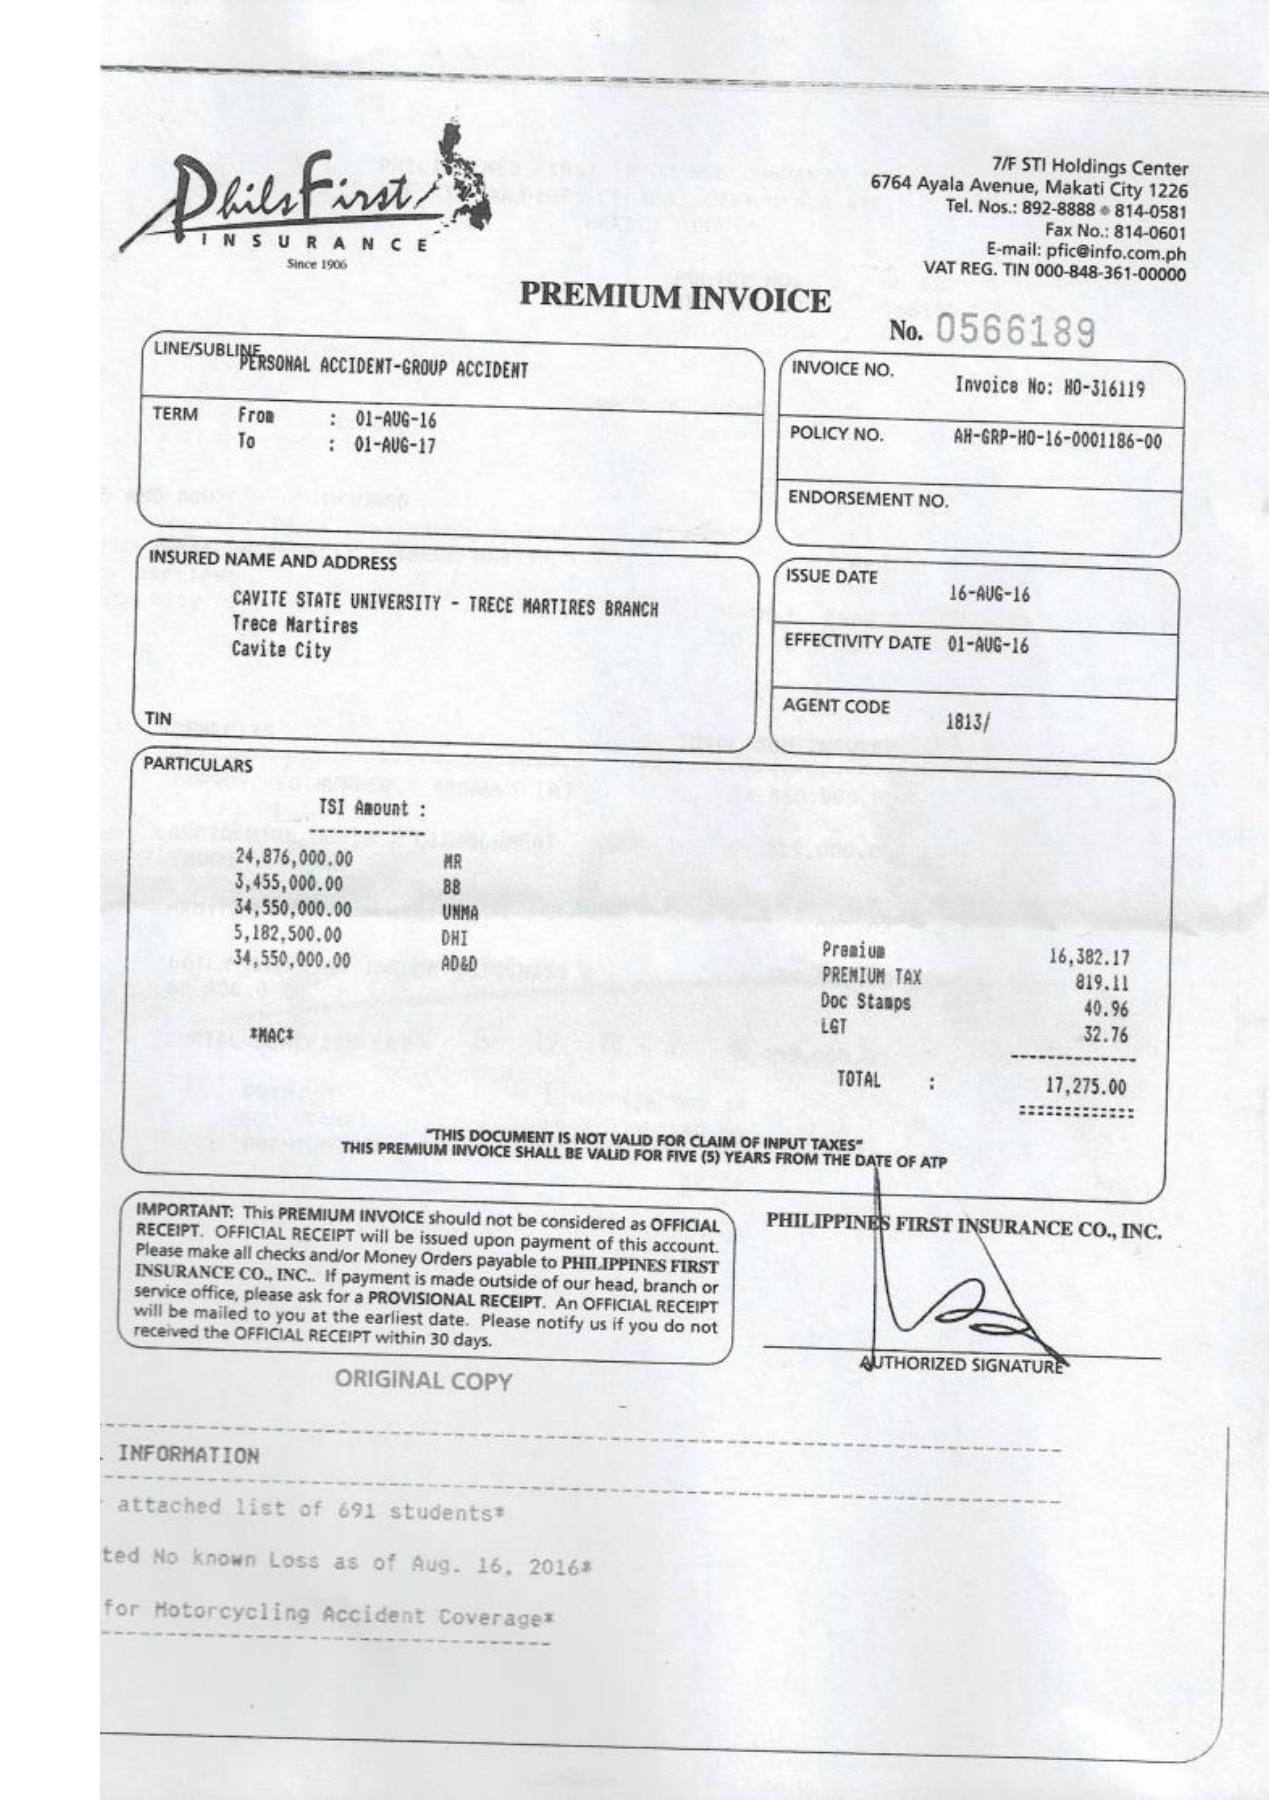 PhilsFirst
INSURANCE
Since 1906
7/F STI Holdings Center
6764 Ayala Avenue, Makati City 1226
Tel. Nos.: 892-8888 • 814-0581
Fax No.: 814-0601
E-mail: pfic@info.com.ph
VAT REG. TIN 000-848-361-00000
PREMIUM INVOICE
No. 0566189
LINE/SUBLINE
PERSONAL ACCIDENT-GROUP ACCIDENT
TERM From : 01-AUG-16
To : 01-AUG-17
INVOICE NO.
Invoice No: HO-316119
POLICY NO. AH-GRP-HO-16-0001186-00
ENDORSEMENT NO.
INSURED NAME AND ADDRESS
CAVITE STATE UNIVERSITY - TRECE MARTIRES BRANCH
Trece Martires
Cavite City
TIN
ISSUE DATE
16-AUG-16
EFFECTIVITY DATE 01-AUG-16
AGENT CODE
1813/
PARTICULARS
TSI Amount :
24,876,000.00 MR
3,455,000.00 BB
34,550,000.00 UNMA
5,182,500.00 DHI
34,550,000.00 AD&D
*MAC*
Premium 16,382.17
PREMIUM TAX 819.11
Doc Stamps 40.96
LGT 32.76
TOTAL : 17,275.00
"THIS DOCUMENT IS NOT VALID FOR CLAIM OF INPUT TAXES"
THIS PREMIUM INVOICE SHALL BE VALID FOR FIVE (5) YEARS FROM THE DATE OF ATP
IMPORTANT: This PREMIUM INVOICE should not be considered as OFFICIAL
RECEIPT. OFFICIAL RECEIPT will be issued upon payment of this account.
Please make all checks and/or Money Orders payable to PHILIPPINES FIRST
INSURANCE CO., INC.. If payment is made outside of our head, branch or
service office, please ask for a PROVISIONAL RECEIPT. An OFFICIAL RECEIPT
will be mailed to you at the earliest date. Please notify us if you do not
received the OFFICIAL RECEIPT within 30 days.
PHILIPPINES FIRST INSURANCE CO., INC.
AUTHORIZED SIGNATURE
ORIGINAL COPY
INFORMATION
attached list of 691 students*
ted No known Loss as of Aug. 16, 2016*
for Motorcycling Accident Coverage*